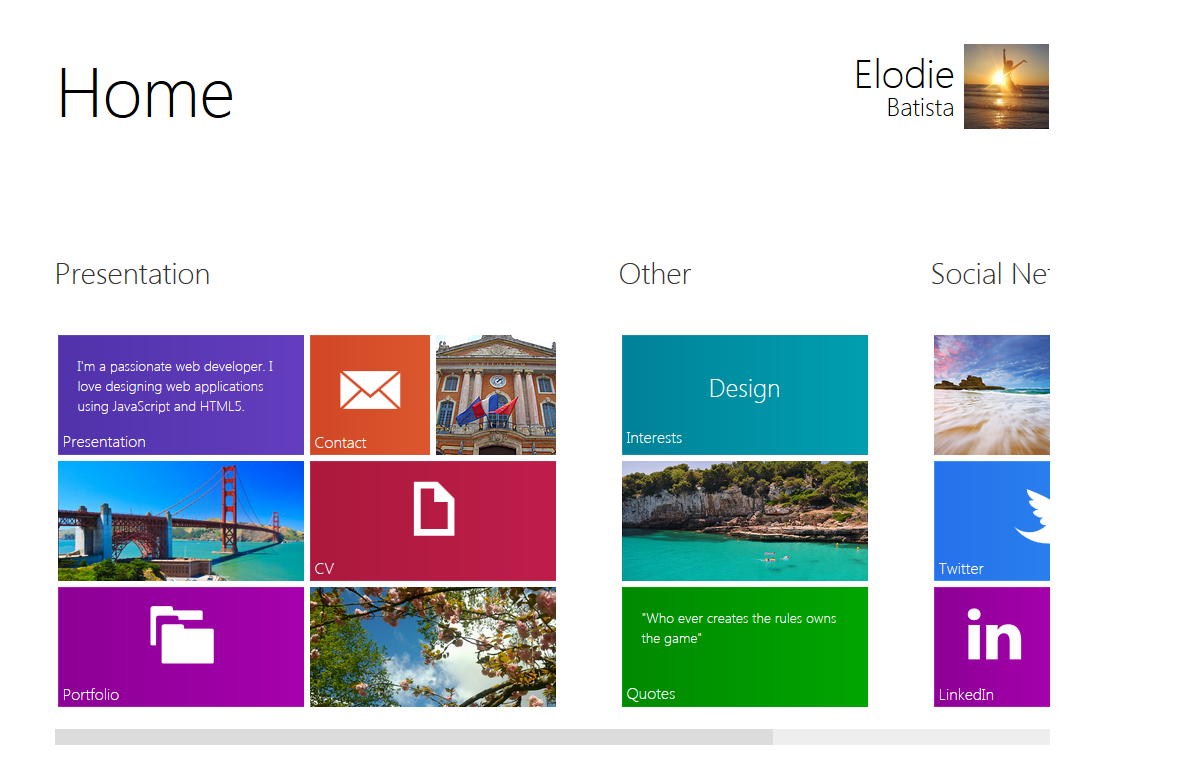 Home
Elodie
Batista
Presentation
Other
Social Net
I'm a passionate web developer. I
love designing web applications
using JavaScript and HTML5.
Presentation
Contact
Design
Interests
CV
Twitter
Portfolio
"Who ever creates the rules owns
the game"
Quotes
in
LinkedIn